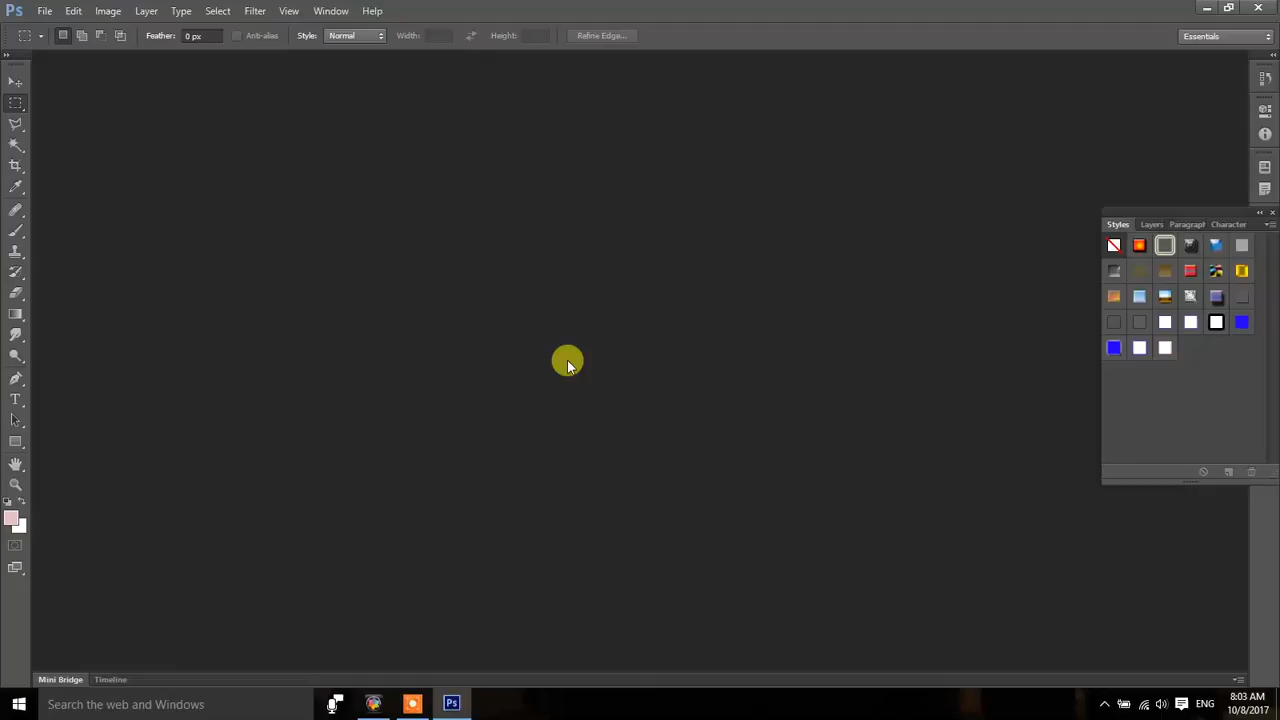 Ps File Edit Image Layer Type Select Filter View Window Help
Feather: 0 px Anti-alias Style: Normal Width: Height: Refine Edge... Essentials
Styles Layers Paragraph Character
Mini Bridge Timeline
Search the web and Windows Ps ENG 8:03 AM
10/8/2017